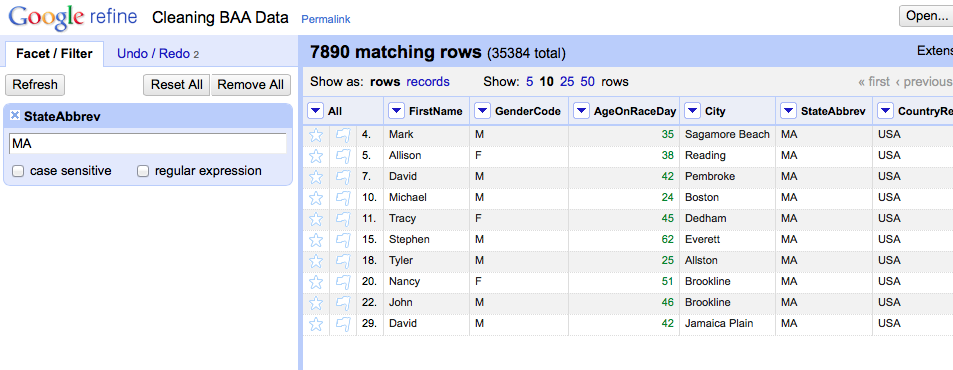 Google refine Cleaning BAA Data Permalink Open...
Facet / Filter Undo / Redo 2
7890 matching rows (35384 total) Extens
Refresh Reset All Remove All
Show as: rows records Show: 5 10 25 50 rows « first ‹ previous
StateAbbrev
MA
case sensitive regular expression
All FirstName GenderCode AgeOnRaceDay City StateAbbrev CountryRe
4. Mark M 35 Sagamore Beach MA USA
5. Allison F 38 Reading MA USA
7. David M 42 Pembroke MA USA
10. Michael M 24 Boston MA USA
11. Tracy F 45 Dedham MA USA
15. Stephen M 62 Everett MA USA
18. Tyler M 25 Allston MA USA
20. Nancy F 51 Brookline MA USA
22. John M 46 Brookline MA USA
29. David M 42 Jamaica Plain MA USA